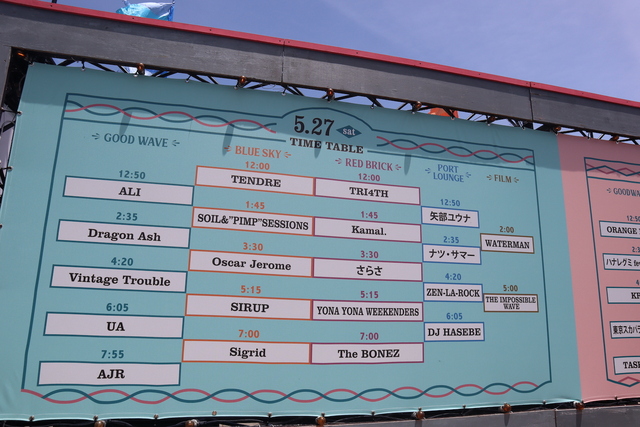 5.27 sat
TIME TABLE
GOOD WAVE
12:50
ALI
2:35
Dragon Ash
4:20
Vintage Trouble
6:05
UA
7:55
AJR
BLUE SKY
12:00
TENDRE
1:45
SOIL&"PIMP"SESSIONS
3:30
Oscar Jerome
5:15
SIRUP
7:00
Sigrid
RED BRICK
12:00
TRI4TH
1:45
Kamal.
3:30
さらさ
5:15
YONA YONA WEEKENDERS
7:00
The BONEZ
PORT
LOUNGE
12:50
矢部ユウナ
2:35
ナツ・サマー
4:20
ZEN-LA-ROCK
6:05
DJ HASEBE
FILM
2:00
WATERMAN
5:00
THE IMPOSSIBLE
WAVE
GOODWA
12:50
ORANGE
ハナレグミ
東京スカパラ
TAS